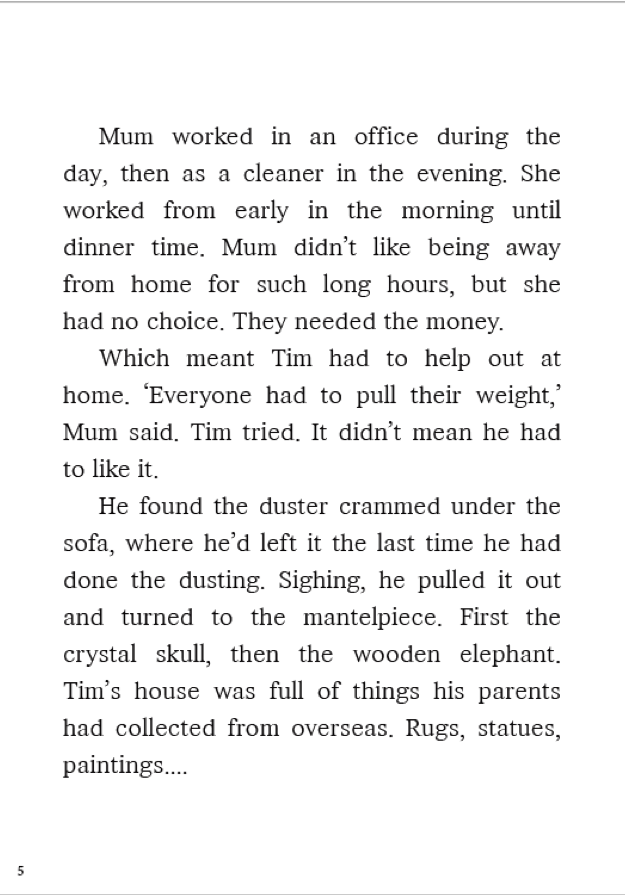 Mum worked in an office during the
day, then as a cleaner in the evening. She
worked from early in the morning until
dinner time. Mum didn’t like being away
from home for such long hours, but she
had no choice. They needed the money.
Which meant Tim had to help out at
home. ‘Everyone had to pull their weight,’
Mum said. Tim tried. It didn’t mean he had
to like it.
He found the duster crammed under the
sofa, where he’d left it the last time he had
done the dusting. Sighing, he pulled it out
and turned to the mantelpiece. First the
crystal skull, then the wooden elephant.
Tim’s house was full of things his parents
had collected from overseas. Rugs, statues,
paintings....
5